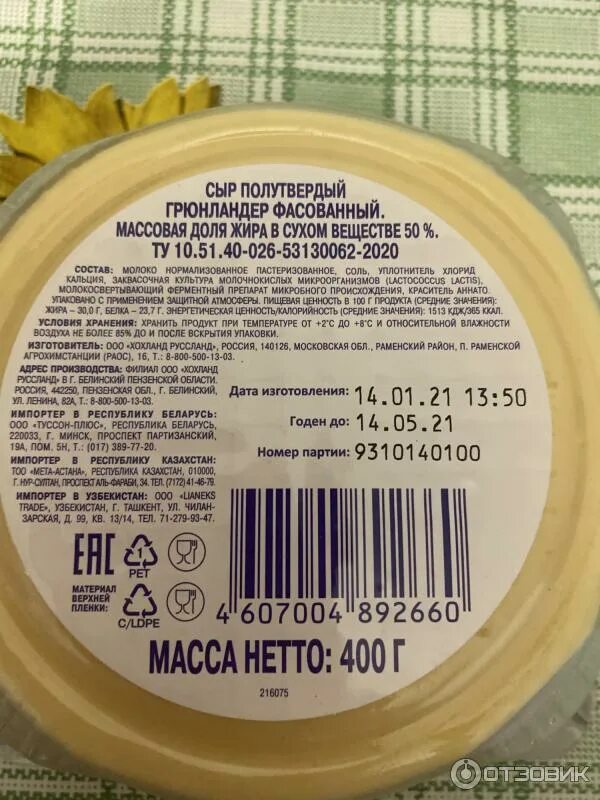 СЫР ПОЛУТВЕРДЫЙ
ГРЮНЛАНДЕР ФАСОВАННЫЙ.
МАССОВАЯ ДОЛЯ ЖИРА В СУХОМ ВЕЩЕСТВЕ 50 %.
ТУ 10.51.40-026-53130062-2020
СОСТАВ: МОЛОКО НОРМАЛИЗОВАННОЕ ПАСТЕРИЗОВАННОЕ, СОЛЬ, УПЛОТНИТЕЛЬ ХЛОРИД
КАЛЬЦИЯ, ЗАКВАСОЧНАЯ КУЛЬТУРА МОЛОЧНОКИСЛЫХ МИКРООРГАНИЗМОВ (LACTOCOCCUS LACTIS),
МОЛОКОСВЕРТЫВАЮЩИЙ ФЕРМЕНТНЫЙ ПРЕПАРАТ МИКРОБНОГО ПРОИСХОЖДЕНИЯ, КРАСИТЕЛЬ АННАТО.
УПАКОВАНО С ПРИМЕНЕНИЕМ ЗАЩИТНОЙ АТМОСФЕРЫ. ПИЩЕВАЯ ЦЕННОСТЬ В 100 Г ПРОДУКТА (СРЕДНИЕ ЗНАЧЕНИЯ):
ЖИРА – 30,0 Г, БЕЛКА – 23,7 Г. ЭНЕРГЕТИЧЕСКАЯ ЦЕННОСТЬ/КАЛОРИЙНОСТЬ (СРЕДНИЕ ЗНАЧЕНИЯ): 1513 КДЖ/365 ККАЛ.
УСЛОВИЯ ХРАНЕНИЯ: ХРАНИТЬ ПРОДУКТ ПРИ ТЕМПЕРАТУРЕ ОТ +2°С ДО +8°С И ОТНОСИТЕЛЬНОЙ ВЛАЖНОСТИ
ВОЗДУХА НЕ БОЛЕЕ 85% ДО И ПОСЛЕ ВСКРЫТИЯ УПАКОВКИ.
ИЗГОТОВИТЕЛЬ: ООО «ХОХЛАНД РУССЛАНД», РОССИЯ, 140126, МОСКОВСКАЯ ОБЛ., РАМЕНСКИЙ РАЙОН, П. РАМЕНСКОЙ
АГРОХИМСТАНЦИИ (РАОС), 16, Т.: 8-800-500-13-03.
АДРЕС ПРОИЗВОДСТВА: ФИЛИАЛ ООО «ХОХЛАНД
РУССЛАНД» В Г. БЕЛИНСКИЙ ПЕНЗЕНСКОЙ ОБЛАСТИ.
РОССИЯ, 442250, ПЕНЗЕНСКАЯ ОБЛ., Г. БЕЛИНСКИЙ,
УЛ. ЛЕНИНА, 82А, Т.: 8-800-500-13-03.
ИМПОРТЕР В РЕСПУБЛИКУ БЕЛАРУСЬ:
ООО «ТУССОН-ПЛЮС», РЕСПУБЛИКА БЕЛАРУСЬ,
220033, Г. МИНСК, ПРОСПЕКТ ПАРТИЗАНСКИЙ,
19А, ПОМ. 5Н, Т.: (017) 389-77-20.
ИМПОРТЕР В РЕСПУБЛИКУ КАЗАХСТАН:
ТОО «МЕТА-АСТАНА», РЕСПУБЛИКА КАЗАХСТАН, 010000,
Г. НУР-СУЛТАН, ПРОСПЕКТ АЛЬ-ФАРАБИ, 34. ТЕЛ. (7172) 41-46-79.
ИМПОРТЕР В УЗБЕКИСТАН: ООО «LIANEKS
TRADE», УЗБЕКИСТАН, Г. ТАШКЕНТ, УЛ. ЧИЛАН-
ЗАРСКАЯ, Д. 99, КВ. 13/14, ТЕЛ. 71-279-93-47.
Дата изготовления: 14.01.21 13:50
Годен до: 14.05.21
Номер партии: 9310140100
EAC
1
PET
МАТЕРИАЛ
ВЕРХНЕЙ
ПЛЕНКИ:
C/LDPE
4 607004 892660
МАССА НЕТТО: 400 Г
216075
ОТЗОВИК